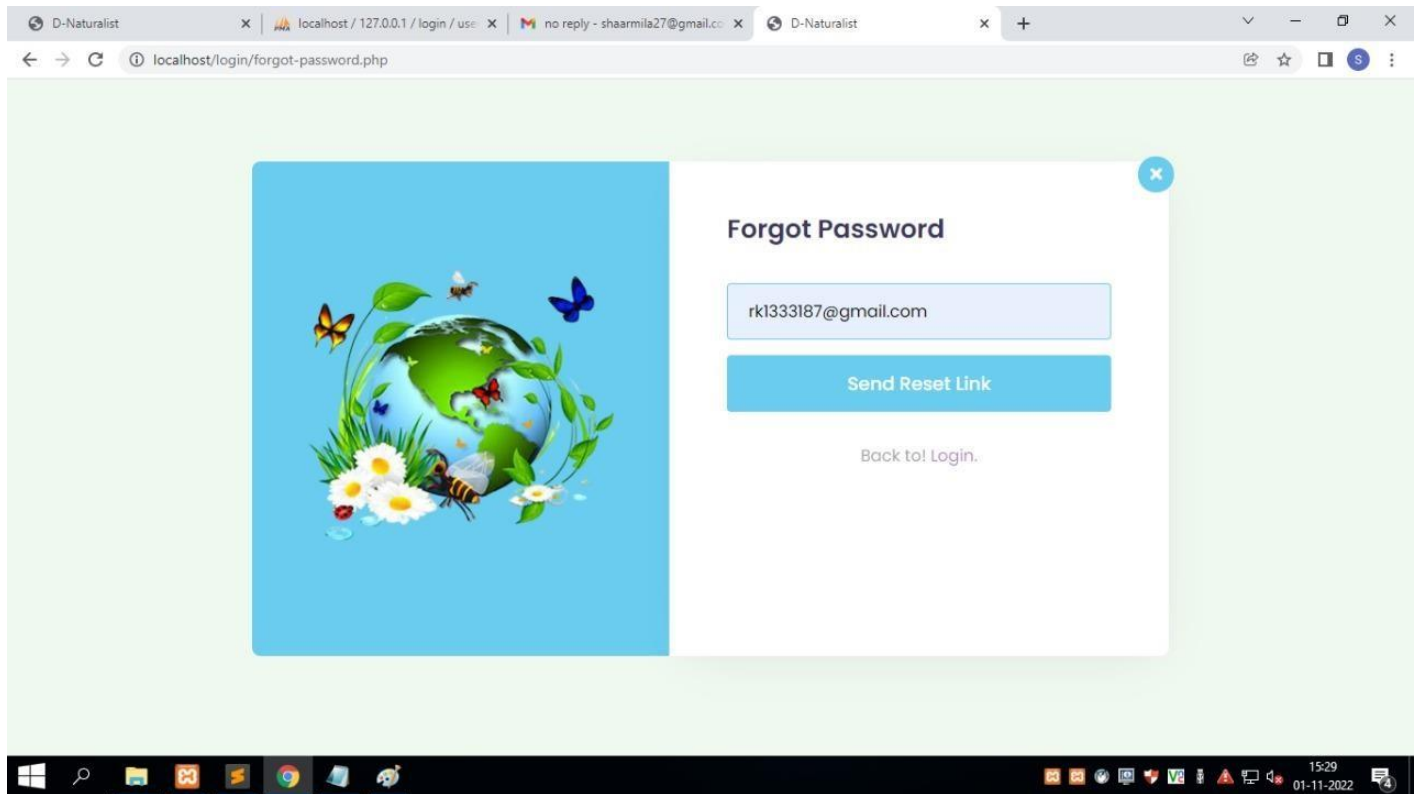 D-Naturalist
localhost / 127.0.0.1 / login / use
no reply - shaarmila27@gmail.co
D-Naturalist
localhost/login/forgot-password.php
S
Forgot Password
rk1333187@gmail.com
Send Reset Link
Back to! Login.
15:29
01-11-2022
4